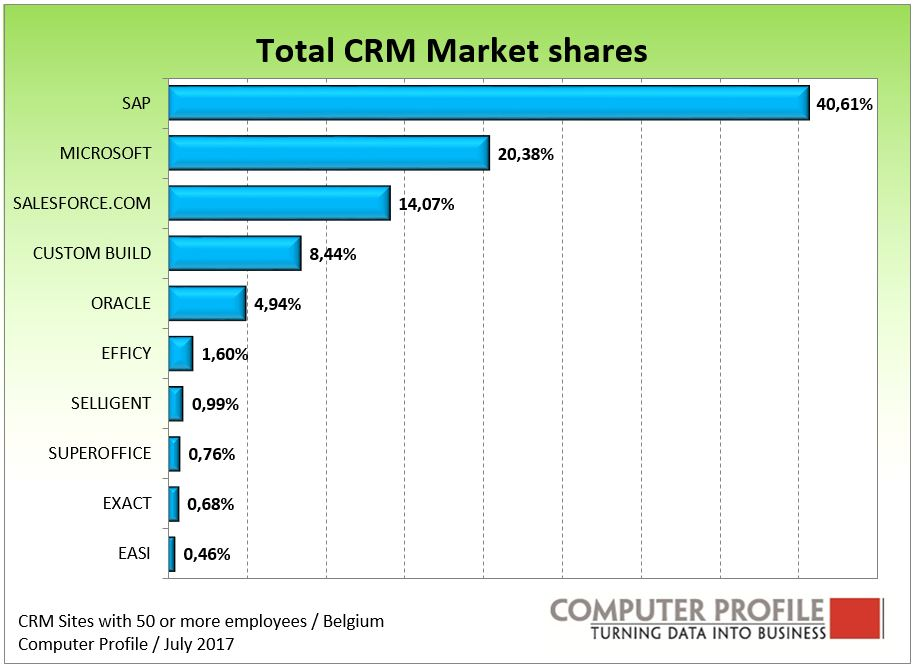 Total CRM Market shares
SAP 40,61%
MICROSOFT 20,38%
SALESFORCE.COM 14,07%
CUSTOM BUILD 8,44%
ORACLE 4,94%
EFFICY 1,60%
SELLIGENT 0,99%
SUPEROFFICE 0,76%
EXACT 0,68%
EASI 0,46%
CRM Sites with 50 or more employees / Belgium
Computer Profile / July 2017
COMPUTER PROFILE
TURNING DATA INTO BUSINESS